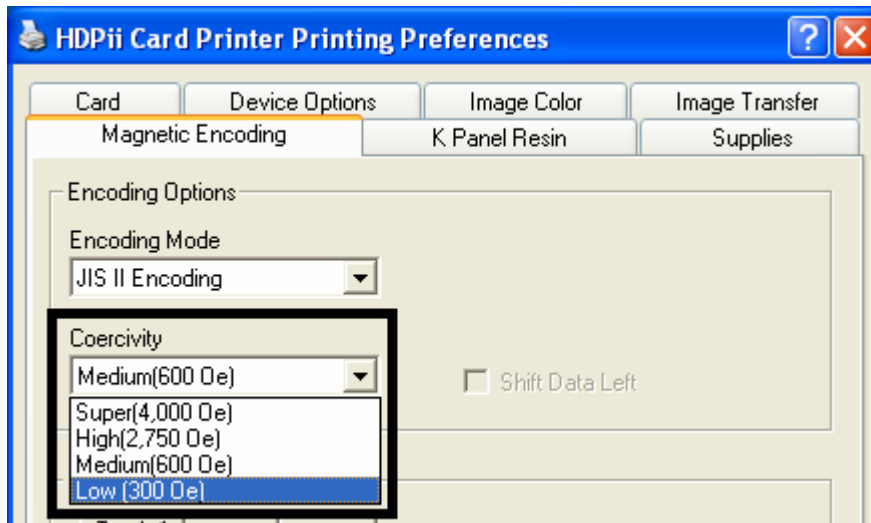 HDPii Card Printer Printing Preferences
Card Device Options Image Color Image Transfer
Magnetic Encoding K Panel Resin Supplies
Encoding Options
Encoding Mode
JIS II Encoding
Coercivity
Medium(600 Oe)
Shift Data Left
Super(4,000 Oe)
High(2,750 Oe)
Medium(600 Oe)
Low (300 Oe)